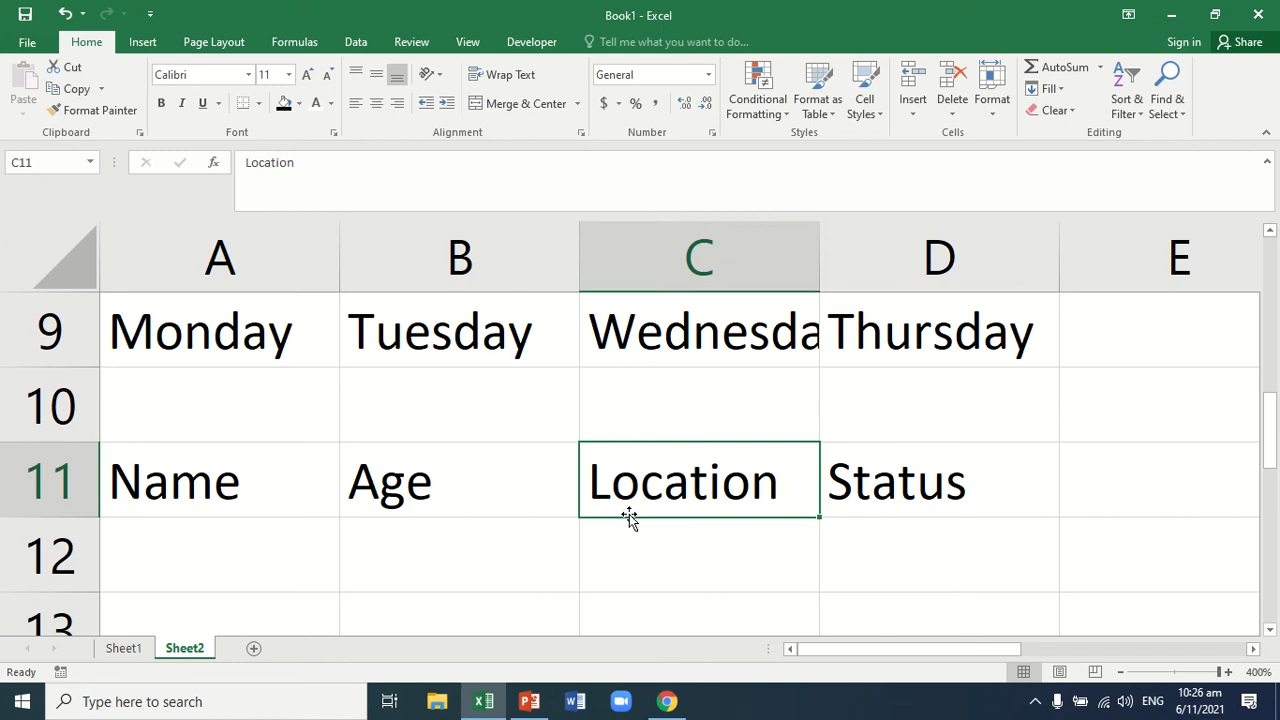 Book1 - Excel
File Home Insert Page Layout Formulas Data Review View Developer Tell me what you want to do... Sign in Share
Paste
Cut
Copy
Format Painter
Clipboard
Calibri 11
B I U
Font
Wrap Text
Merge & Center
Alignment
General
$ % ,
Number
Conditional Formatting
Format as Table
Cell Styles
Styles
Insert
Delete
Format
Cells
AutoSum
Fill
Clear
Sort & Filter
Find & Select
Editing
C11 fx Location
A B C D E
9 Monday Tuesday Wednesda Thursday
10
11 Name Age Location Status
12
13
Sheet1 Sheet2
Ready 400%
Type here to search ENG 10:26 am
6/11/2021